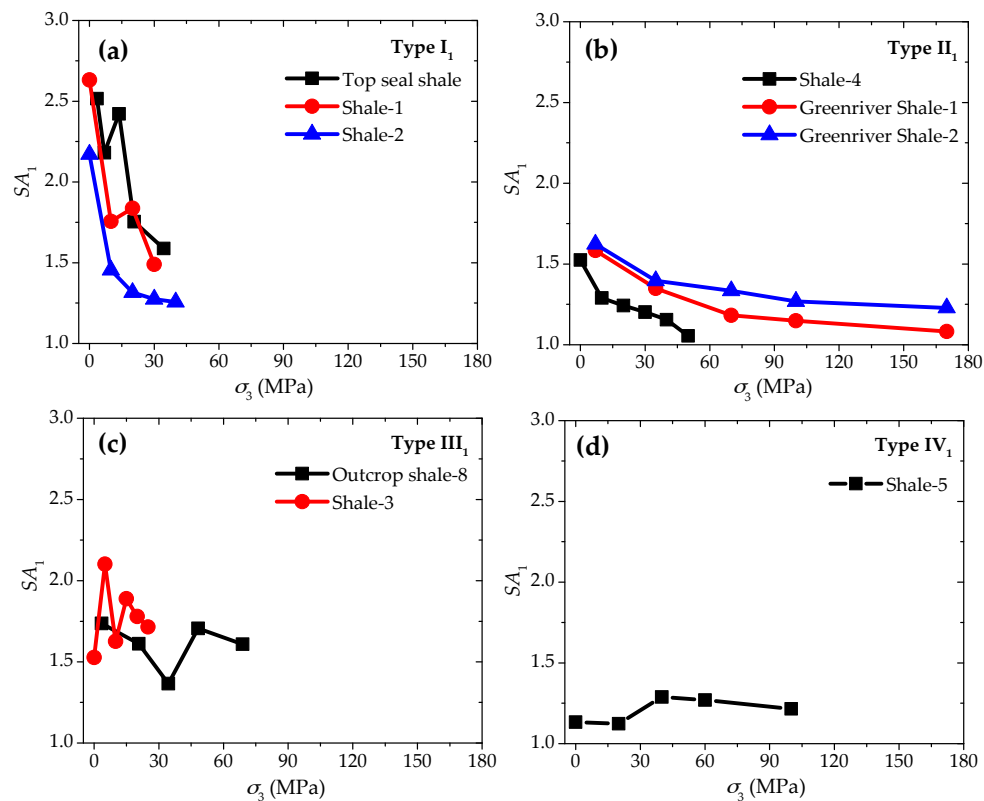 (a)
Type I₁
Top seal shale
Shale-1
Shale-2
3.0
2.5
2.0
1.5
1.0
SA₁
0 30 60 90 120 150 180
σ₃ (MPa)
(b)
Type II₁
Shale-4
Greenriver Shale-1
Greenriver Shale-2
3.0
2.5
2.0
1.5
1.0
SA₁
0 30 60 90 120 150 180
σ₃ (MPa)
(c)
Type III₁
Outcrop shale-8
Shale-3
3.0
2.5
2.0
1.5
1.0
SA₁
0 30 60 90 120 150 180
σ₃ (MPa)
(d)
Type IV₁
Shale-5
3.0
2.5
2.0
1.5
1.0
SA₁
0 30 60 90 120 150 180
σ₃ (MPa)